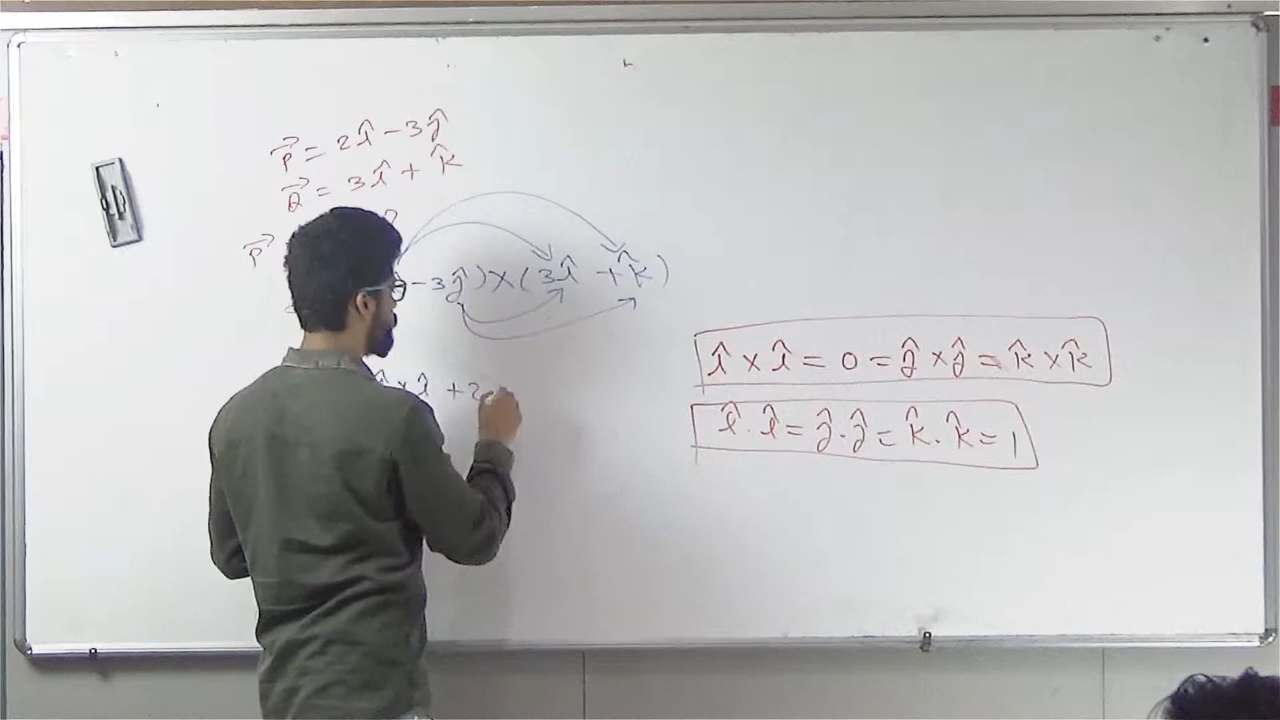 P⃗ = 2î − 3ĵ
Q⃗ = 3î + k̂
P⃗ ?
− 3ĵ) × (3î + k̂)
î × î + 2
î × î = 0 = ĵ × ĵ = k̂ × k̂
î . î = ĵ . ĵ = k̂ . k̂ = 1